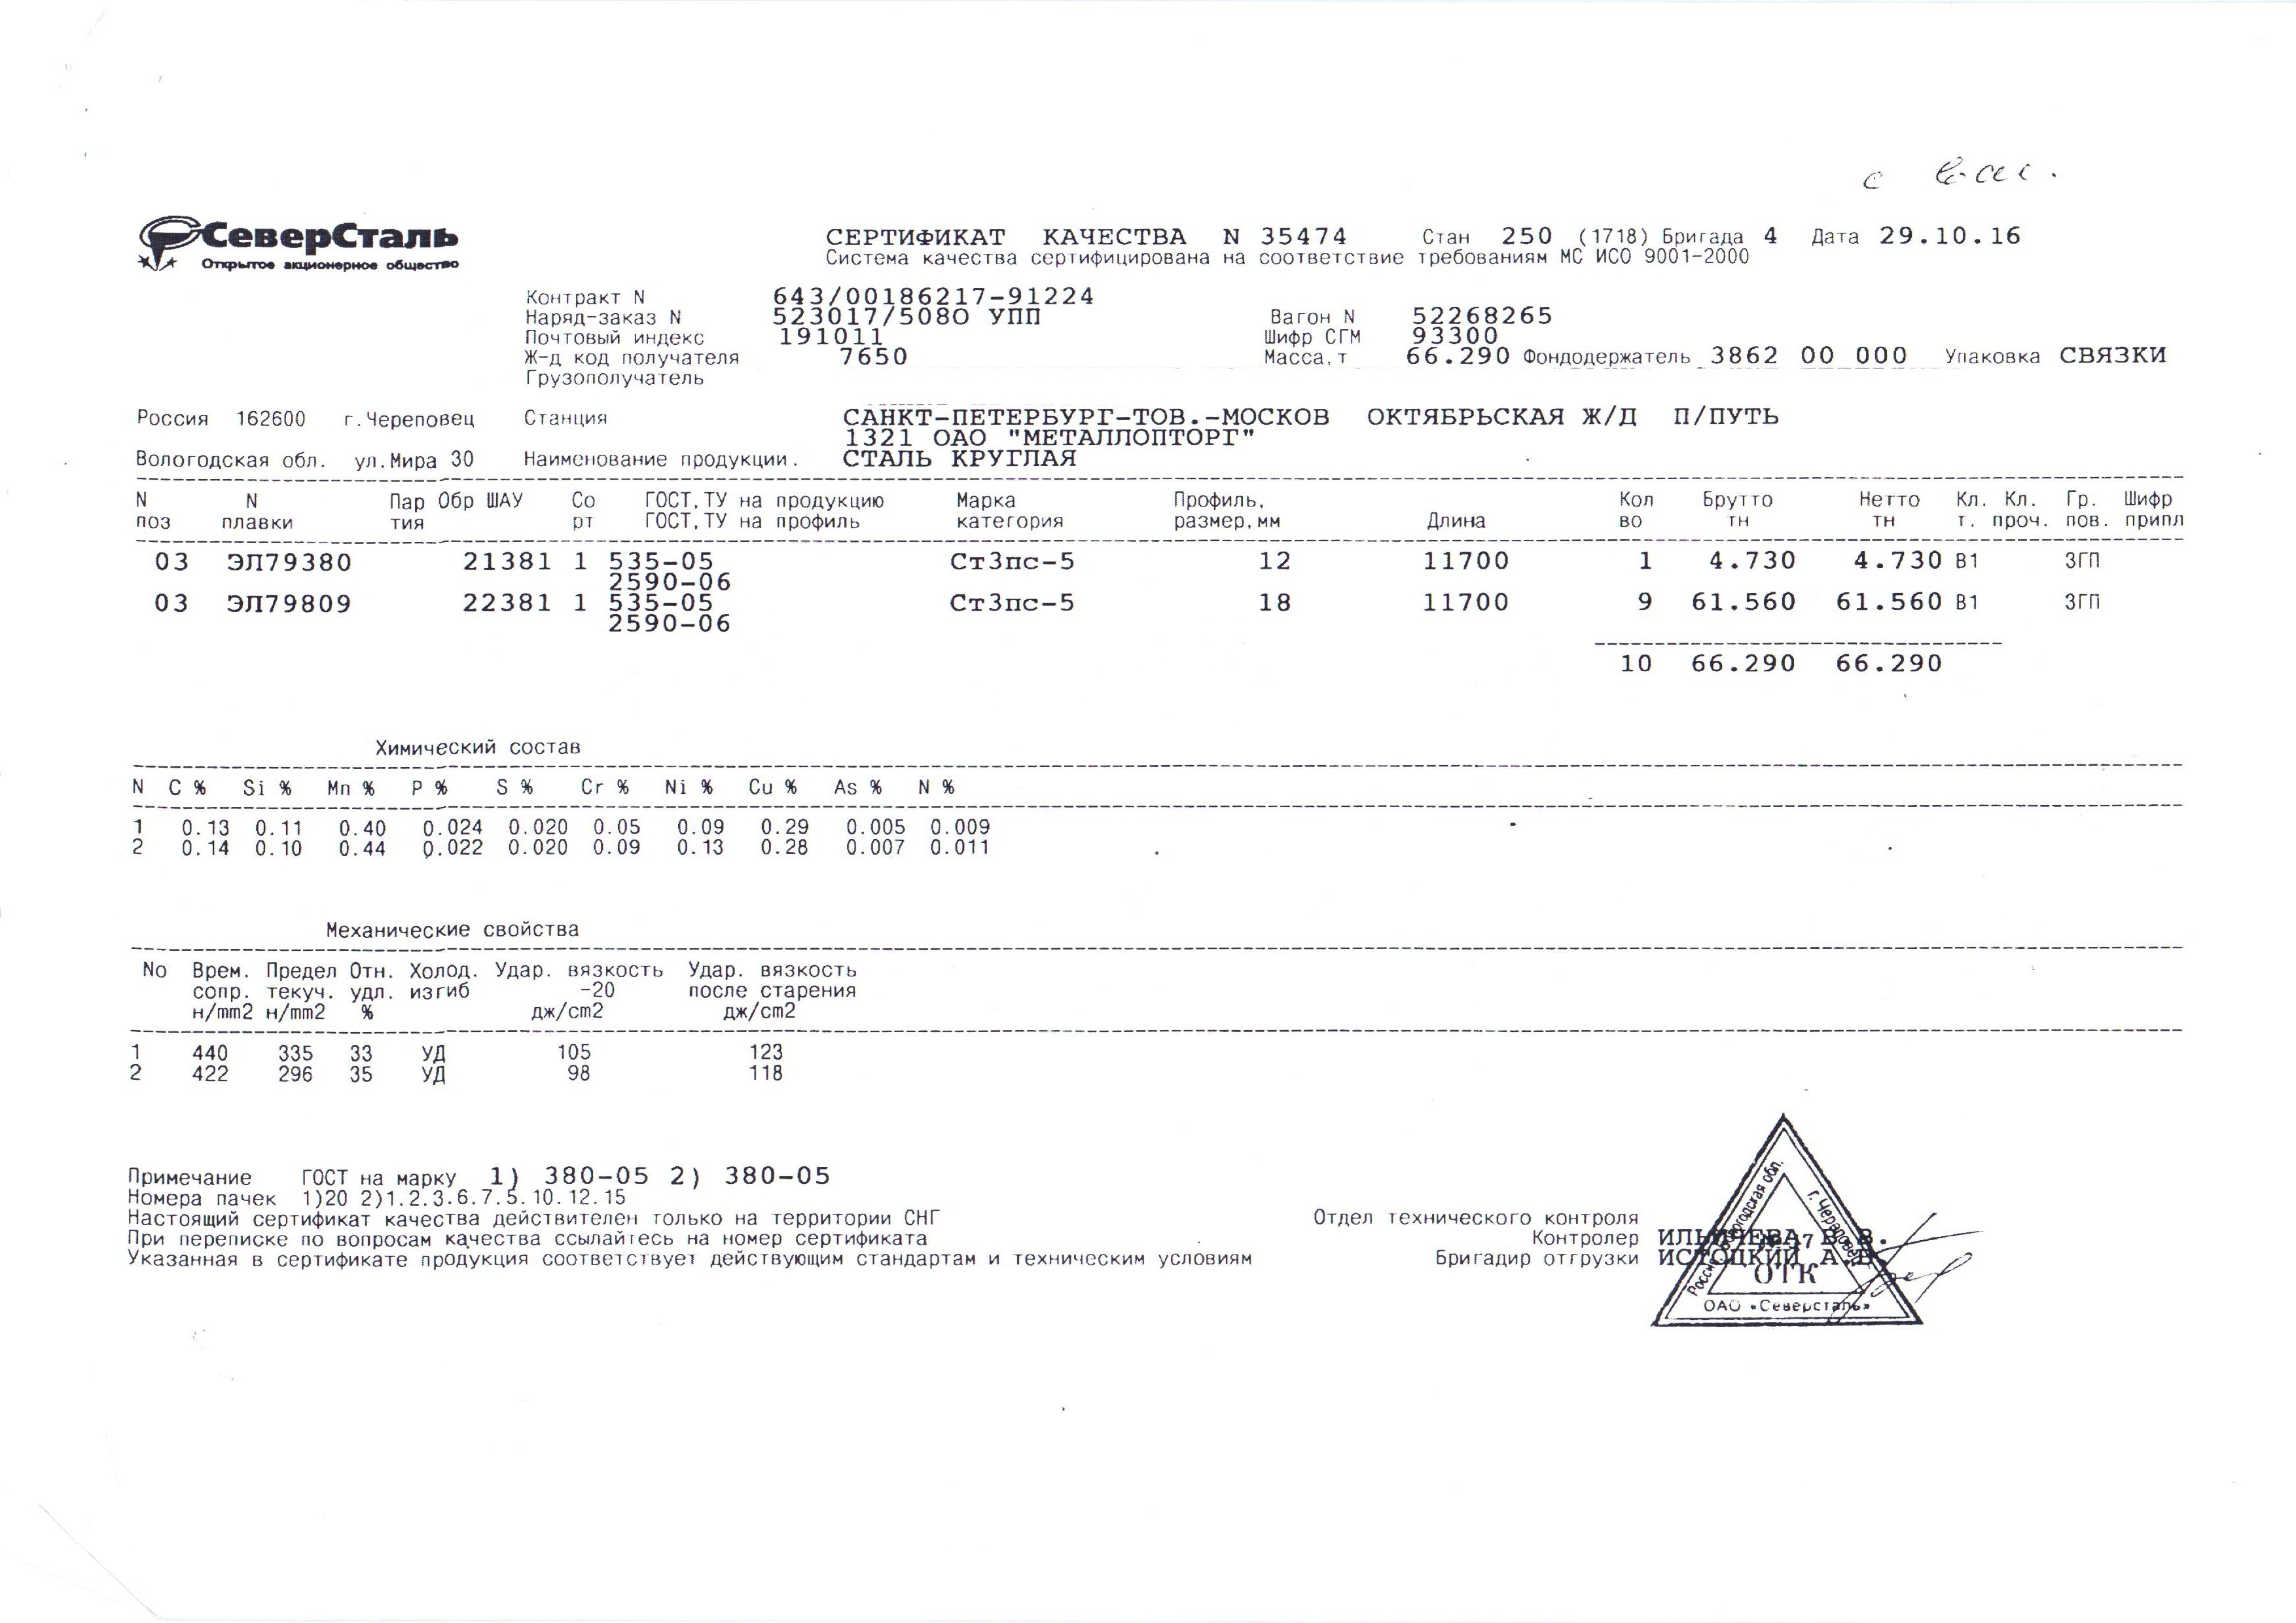 СеверСталь
Открытое акционерное общество
СЕРТИФИКАТ КАЧЕСТВА N 35474 Стан 250 (1718) Бригада 4 Дата 29.10.16
Система качества сертифицирована на соответствие требованиям МС ИСО 9001-2000
Контракт N 643/00186217-91224
Наряд-заказ N 523017/5080 УПП Вагон N 52268265
Почтовый индекс 191011 Шифр СГМ 93300
Ж-д код получателя 7650 Масса,т 66.290 Фондодержатель 3862 00 000 Упаковка СВЯЗКИ
Грузополучатель
Россия 162600 г.Череповец Станция САНКТ-ПЕТЕРБУРГ-ТОВ.-МОСКОВ ОКТЯБРЬСКАЯ Ж/Д П/ПУТЬ
1321 ОАО "МЕТАЛЛОПТОРГ"
Вологодская обл. ул.Мира 30 Наименование продукции. СТАЛЬ КРУГЛАЯ
N N Пар Обр ШАУ Со ГОСТ,ТУ на продукцию Марка Профиль, Кол Брутто Нетто Кл. Кл. Гр. Шифр
поз плавки тия рт ГОСТ,ТУ на профиль категория размер,мм Длина во тн тн т. проч. пов. припл
03 ЭЛ79380 21381 1 535-05 Ст3пс-5 12 11700 1 4.730 4.730 В1 3ГП
2590-06
03 ЭЛ79809 22381 1 535-05 Ст3пс-5 18 11700 9 61.560 61.560 В1 3ГП
2590-06
10 66.290 66.290
Химический состав
N C % Si % Mn % P % S % Cr % Ni % Cu % As % N %
1 0.13 0.11 0.40 0.024 0.020 0.05 0.09 0.29 0.005 0.009
2 0.14 0.10 0.44 0.022 0.020 0.09 0.13 0.28 0.007 0.011
Механические свойства
No Врем. Предел Отн. Холод. Удар. вязкость Удар. вязкость
сопр. текуч. удл. изгиб -20 после старения
н/mm2 н/mm2 % дж/cm2 дж/cm2
1 440 335 33 УД 105 123
2 422 296 35 УД 98 118
Примечание ГОСТ на марку 1) 380-05 2) 380-05
Номера пачек 1)20 2)1.2.3.6.7.5.10.12.15
Настоящий сертификат качества действителен только на территории СНГ
При переписке по вопросам качества ссылайтесь на номер сертификата
Указанная в сертификате продукция соответствует действующим стандартам и техническим условиям
Отдел технического контроля
Контролер ИЛЬИЧЕВА В.В.
Бригадир отгрузки ИСТОЦКИЙ А.В.
Россия Вологодская обл.
г. Череповец
ОТК
ОАО «Северсталь»